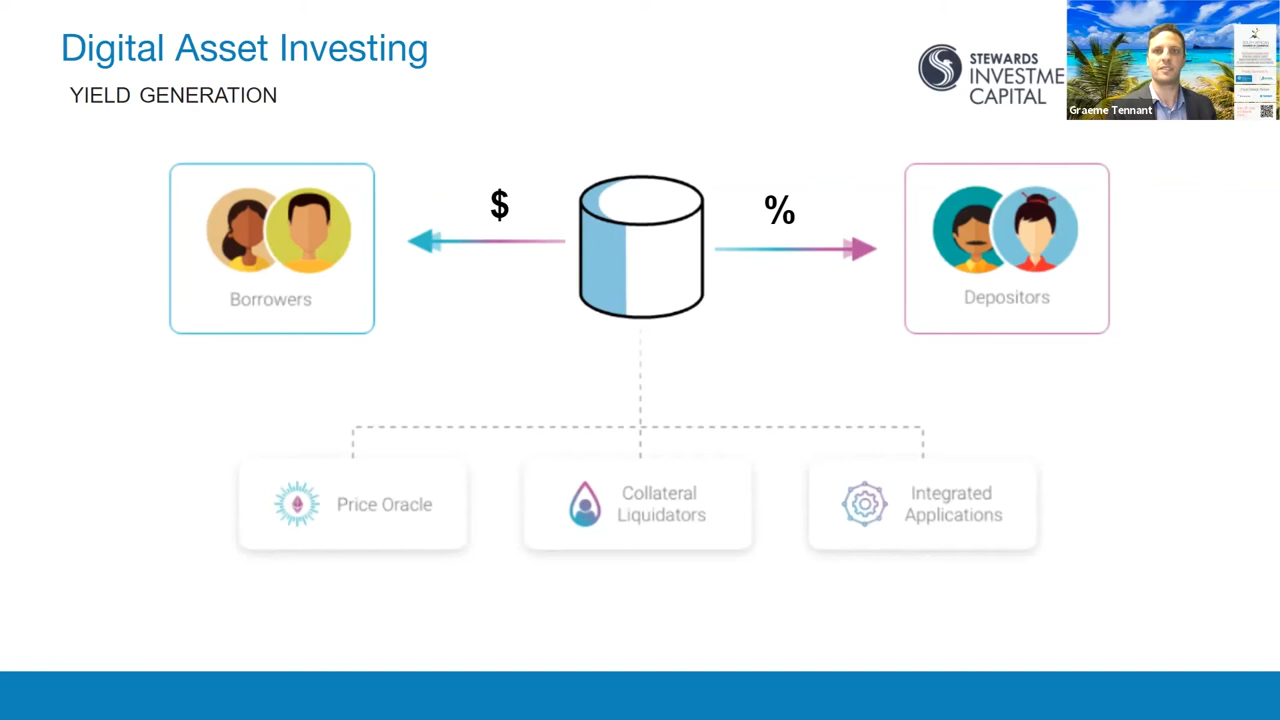 Digital Asset Investing
YIELD GENERATION
STEWARDS
INVESTME
CAPITAL
Graeme Tennant
$
%
Borrowers
Depositors
Price Oracle
Collateral
Liquidators
Integrated
Applications